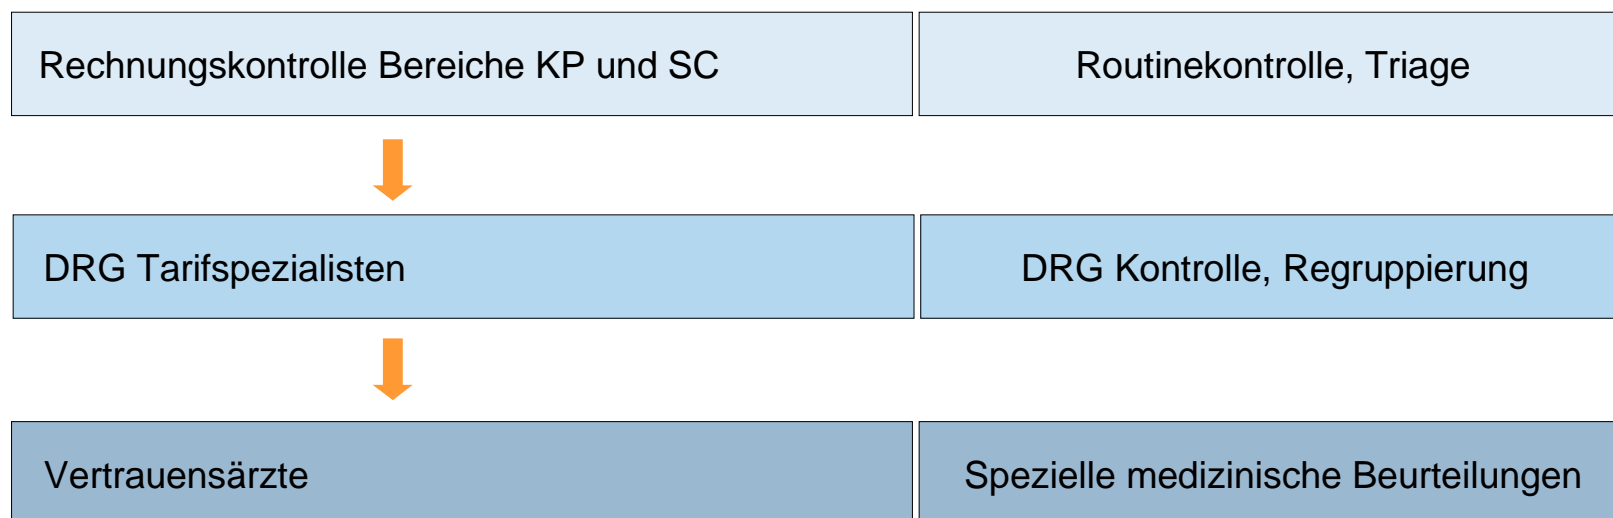 Rechnungskontrolle Bereiche KP und SC
Routinekontrolle, Triage
DRG Tarifspezialisten
DRG Kontrolle, Regruppierung
Vertrauensärzte
Spezielle medizinische Beurteilungen